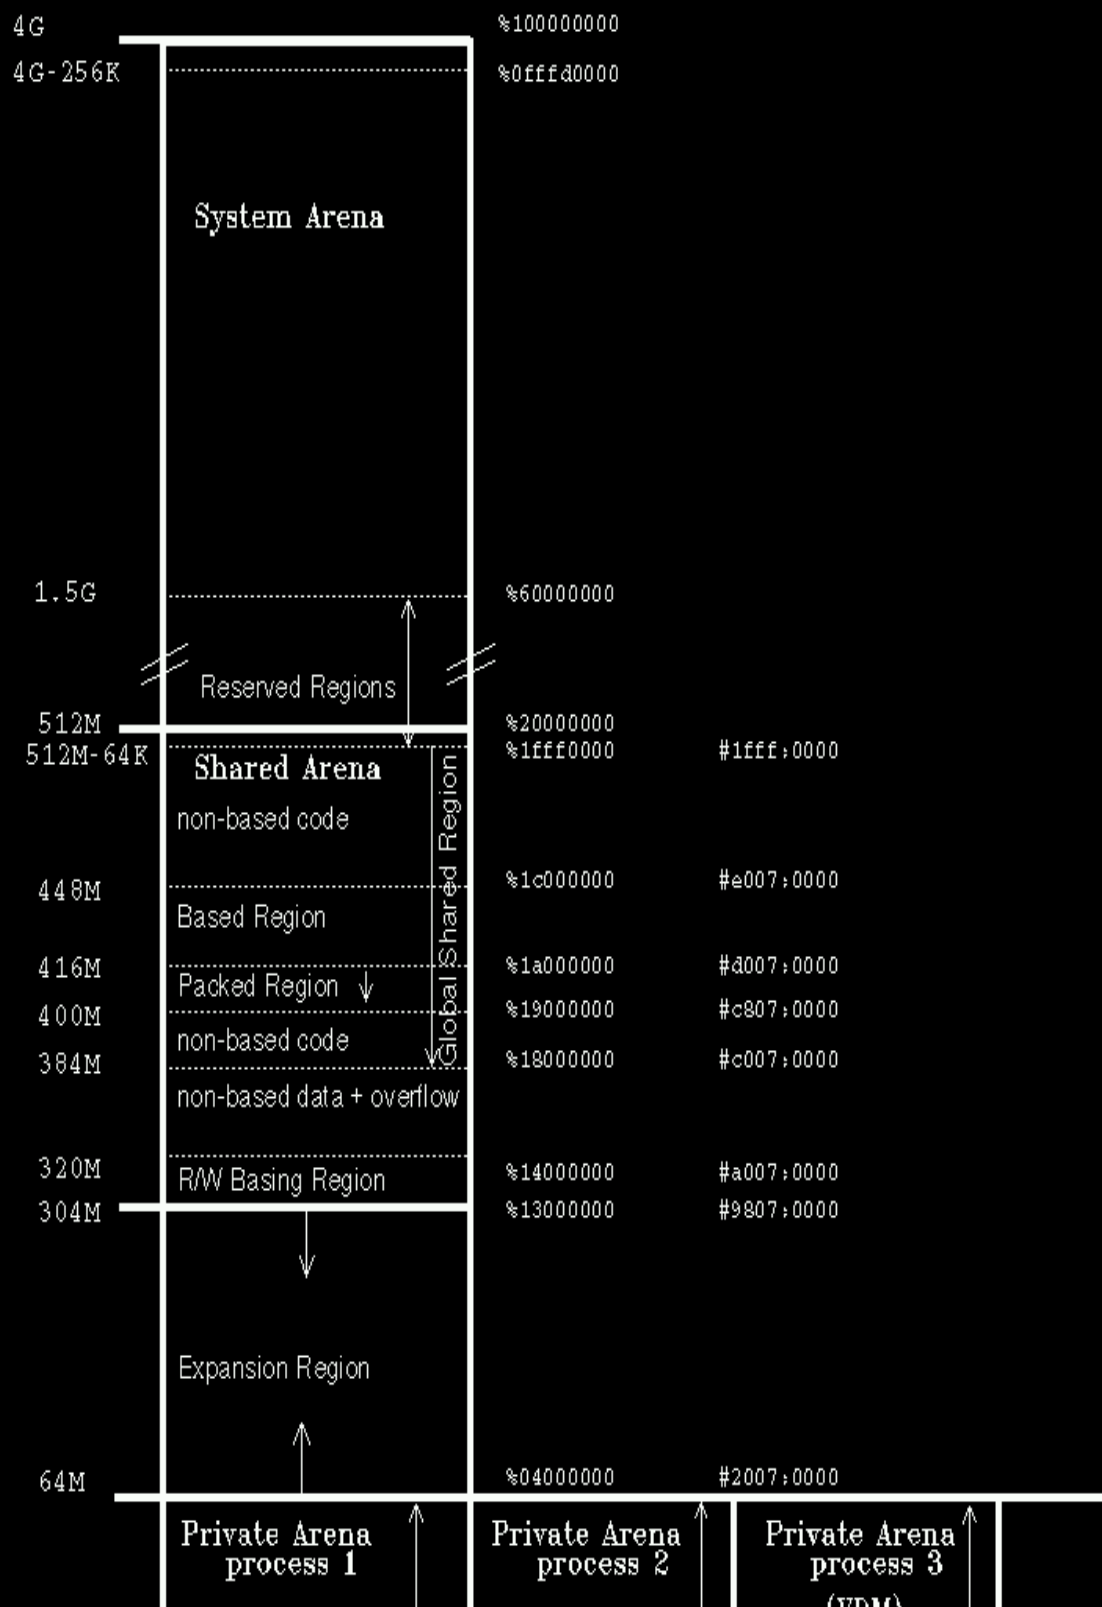 4G %100000000
4G-256K %0fffd0000
System Arena
1.5G %60000000
Reserved Regions
512M %20000000
512M-64K %1fff0000 #1fff:0000
Shared Arena
Global Shared Region
non-based code
448M %1c000000 #e007:0000
Based Region
416M %1a000000 #d007:0000
Packed Region
400M %19000000 #c807:0000
non-based code
384M %18000000 #c007:0000
non-based data + overflow
320M %14000000 #a007:0000
R/W Basing Region
304M %13000000 #9807:0000
Expansion Region
64M %04000000 #2007:0000
Private Arena Private Arena Private Arena
process 1 process 2 process 3
(VDM)